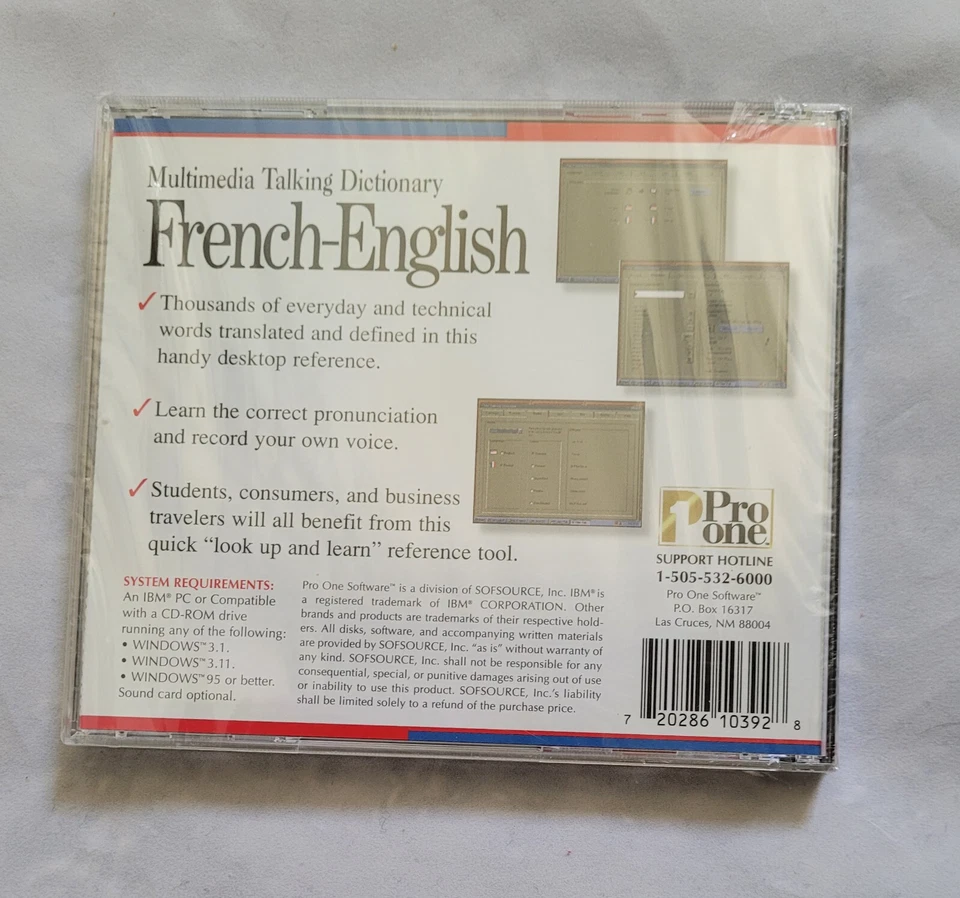 Multimedia Talking Dictionary
French-English
✓ Thousands of everyday and technical
words translated and defined in this
handy desktop reference.
✓ Learn the correct pronunciation
and record your own voice.
✓ Students, consumers, and business
travelers will all benefit from this
quick “look up and learn” reference tool.
SYSTEM REQUIREMENTS:
An IBM® PC or Compatible
with a CD-ROM drive
running any of the following:
• WINDOWS™ 3.1.
• WINDOWS™ 3.11.
• WINDOWS™ 95 or better.
Sound card optional.
Pro One Software™ is a division of SOFSOURCE, Inc. IBM® is
a registered trademark of IBM® CORPORATION. Other
brands and products are trademarks of their respective hold-
ers. All disks, software, and accompanying written materials
are provided by SOFSOURCE, Inc. “as is” without warranty of
any kind. SOFSOURCE, Inc. shall not be responsible for any
consequential, special, or punitive damages arising out of use
or inability to use this product. SOFSOURCE, Inc.’s liability
shall be limited solely to a refund of the purchase price.
1 Pro
one™
SUPPORT HOTLINE
1-505-532-6000
Pro One Software™
P.O. Box 16317
Las Cruces, NM 88004
7 20286 10392 8